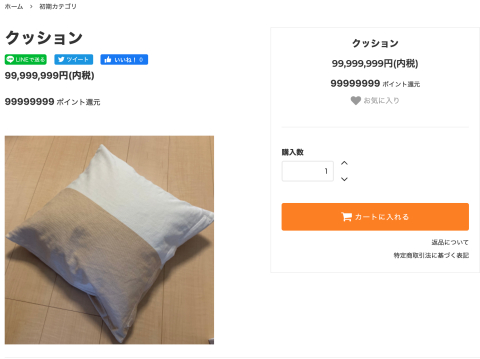 ホーム › 初期カテゴリ
クッション
LINEで送る ツイート いいね! 0
99,999,999円(内税)
99999999 ポイント還元
クッション
99,999,999円(内税)
99999999 ポイント還元
お気に入り
購入数
1
カートに入れる
返品について
特定商取引法に基づく表記